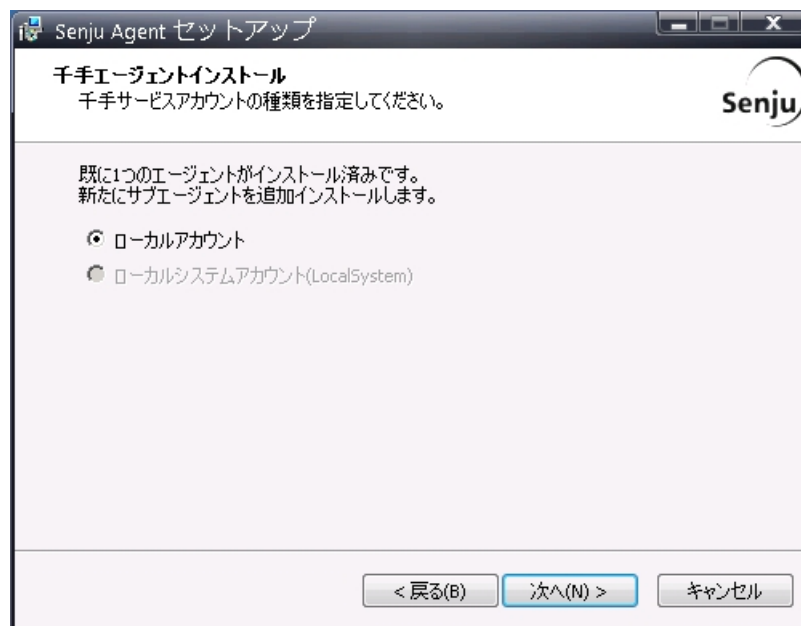 Senju Agent セットアップ
千手エージェントインストール
千手サービスアカウントの種類を指定してください。
Senju
既に1つのエージェントがインストール済みです。
新たにサブエージェントを追加インストールします。
ローカルアカウント
ローカルシステムアカウント(LocalSystem)
< 戻る(B)
次へ(N) >
キャンセル